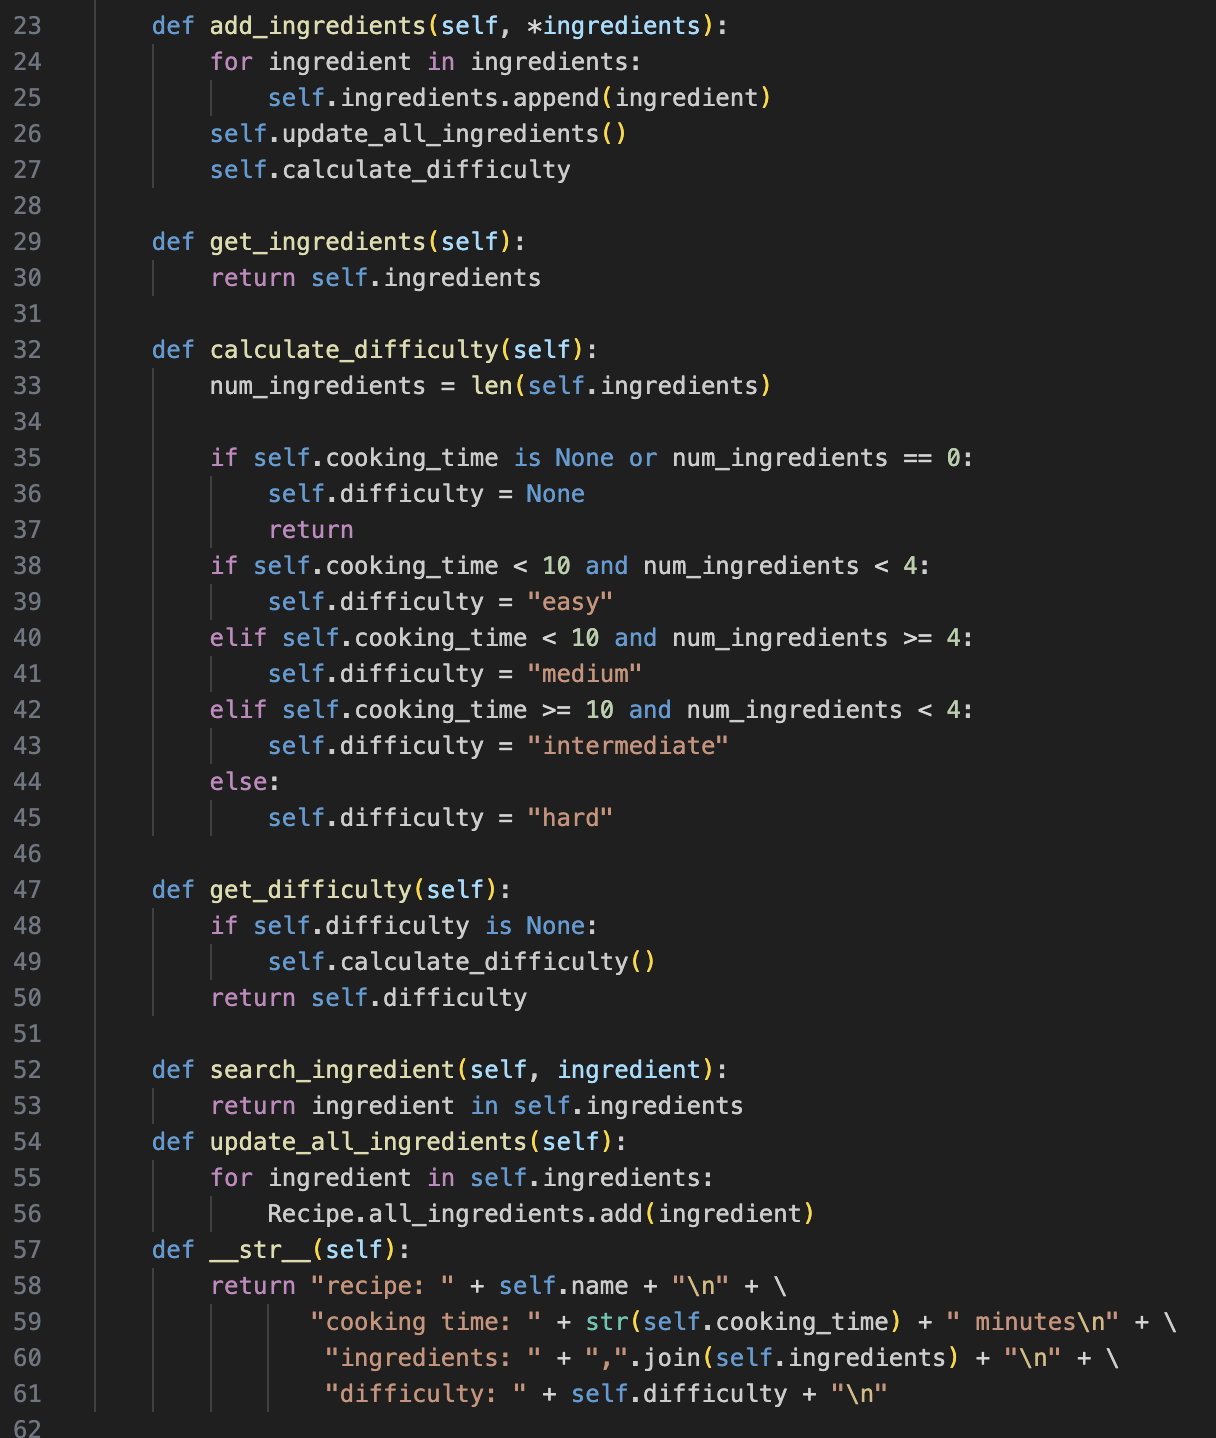 23 def add_ingredients(self, *ingredients):
24 for ingredient in ingredients:
25 self.ingredients.append(ingredient)
26 self.update_all_ingredients()
27 self.calculate_difficulty
28
29 def get_ingredients(self):
30 return self.ingredients
31
32 def calculate_difficulty(self):
33 num_ingredients = len(self.ingredients)
34
35 if self.cooking_time is None or num_ingredients == 0:
36 self.difficulty = None
37 return
38 if self.cooking_time < 10 and num_ingredients < 4:
39 self.difficulty = "easy"
40 elif self.cooking_time < 10 and num_ingredients >= 4:
41 self.difficulty = "medium"
42 elif self.cooking_time >= 10 and num_ingredients < 4:
43 self.difficulty = "intermediate"
44 else:
45 self.difficulty = "hard"
46
47 def get_difficulty(self):
48 if self.difficulty is None:
49 self.calculate_difficulty()
50 return self.difficulty
51
52 def search_ingredient(self, ingredient):
53 return ingredient in self.ingredients
54 def update_all_ingredients(self):
55 for ingredient in self.ingredients:
56 Recipe.all_ingredients.add(ingredient)
57 def __str__(self):
58 return "recipe: " + self.name + "\n" + \
59 "cooking time: " + str(self.cooking_time) + " minutes\n" + \
60 "ingredients: " + ",".join(self.ingredients) + "\n" + \
61 "difficulty: " + self.difficulty + "\n"
62